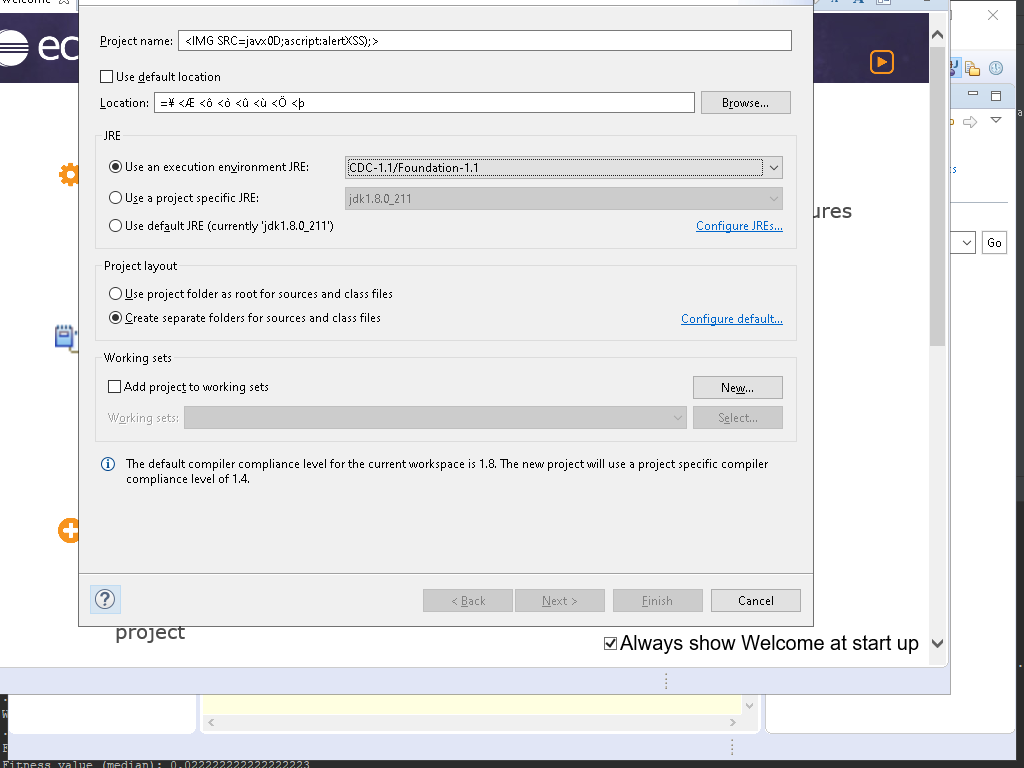 Welcome
ec
Project name: <IMG SRC=javx0D;ascript:alertXSS);>
Use default location
Location: =¥ <Æ <ô <ò <û <ù <Ö <þ
Browse...
JRE
Use an execution environment JRE: CDC-1.1/Foundation-1.1
Use a project specific JRE: jdk1.8.0_211
Use default JRE (currently 'jdk1.8.0_211')
Configure JREs...
ures
Go
Project layout
Use project folder as root for sources and class files
Create separate folders for sources and class files
Configure default...
Working sets
Add project to working sets
New...
Working sets:
Select...
The default compiler compliance level for the current workspace is 1.8. The new project will use a project specific compiler
compliance level of 1.4.
< Back
Next >
Finish
Cancel
project
Always show Welcome at start up
Fitness value (median): 0.022222222222222223